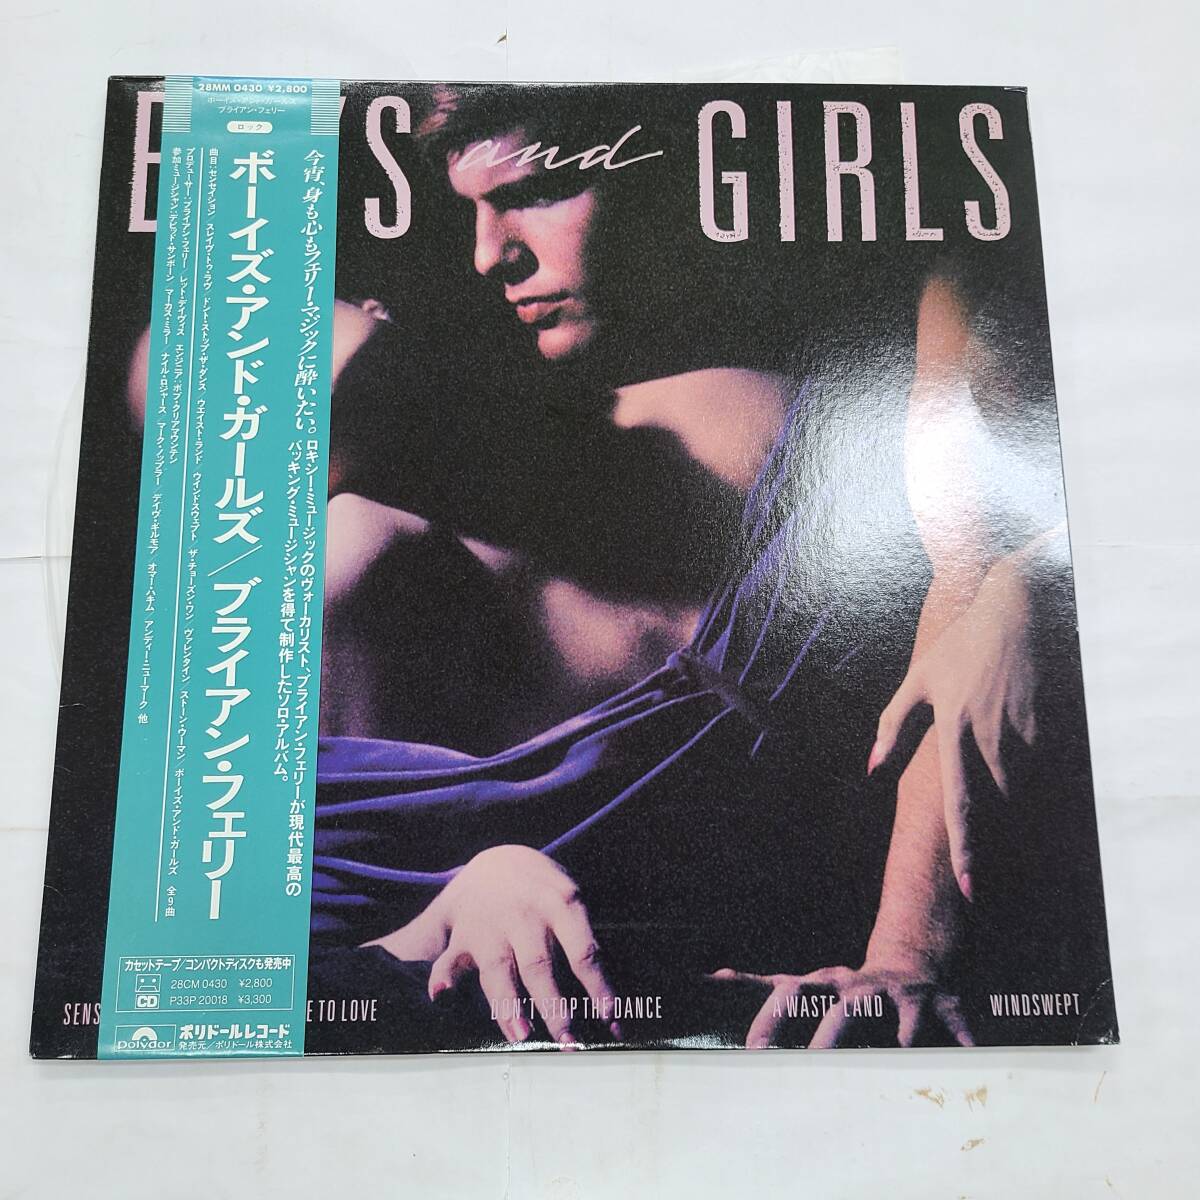 28MM 0430 ¥2,800
ボーイズ・アンド・ガールズ
ブライアン・フェリー
ロック
B YS and GIRLS
今宵、身も心もフェリー・マジックに酔いたい。
ロキシー・ミュージックのヴォーカリスト、ブライアン・フェリーが現代最高の
バッキング・ミュージシャンを得て制作したソロ・アルバム。
ボーイズ・アンド・ガールズ/ブライアン・フェリー
曲目:センセイション/スレイヴ・トゥ・ラヴ/ドント・ストップ・ザ・ダンス/ウエイスト・ランド/ウインドスウェプト/ザ・チョーズン・ワン/ヴァレンタイン/ストーン・ウーマン/ボーイズ・アンド・ガールズ 全9曲
プロデューサー:ブライアン・フェリー/レット・デイヴィス エンジニア:ボブ・クリアマウンテン
参加ミュージシャン:デビッド・サンボーン/マーカス・ミラー/ナイル・ロジャース/マーク・ノップラー/デイヴ・ギルモア/オマー・ハキム/アンディー・ニューマーク 他
カセットテープ/コンパクトディスクも発売中
28CM 0430 ¥2,800
CD P33P 20018 ¥3,300
polydor ポリドールレコード
発売元/ポリドール株式会社
SENS
E TO LOVE
DON'T STOP THE DANCE
A WASTE LAND
WINDSWEPT